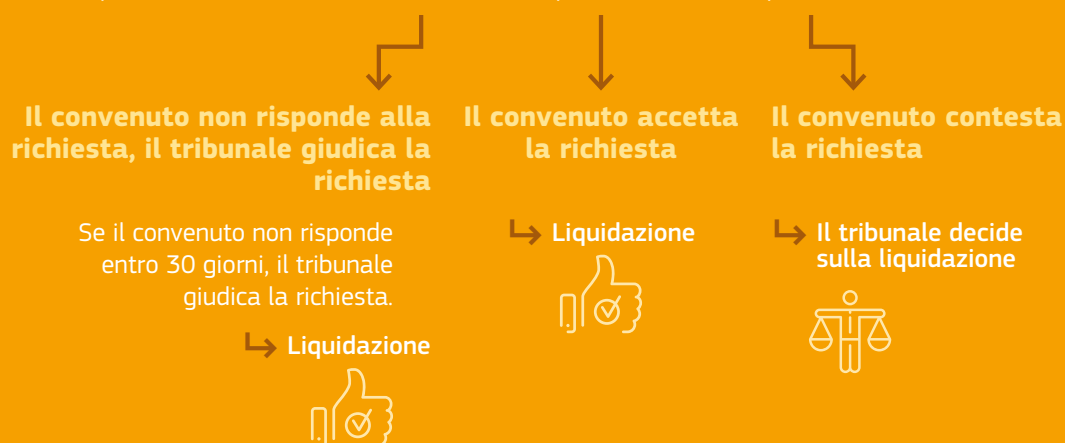 Il convenuto non risponde alla
richiesta, il tribunale giudica la
richiesta
Se il convenuto non risponde
entro 30 giorni, il tribunale
giudica la richiesta.
Liquidazione
Il convenuto accetta
la richiesta
Liquidazione
Il convenuto contesta
la richiesta
Il tribunale decide
sulla liquidazione